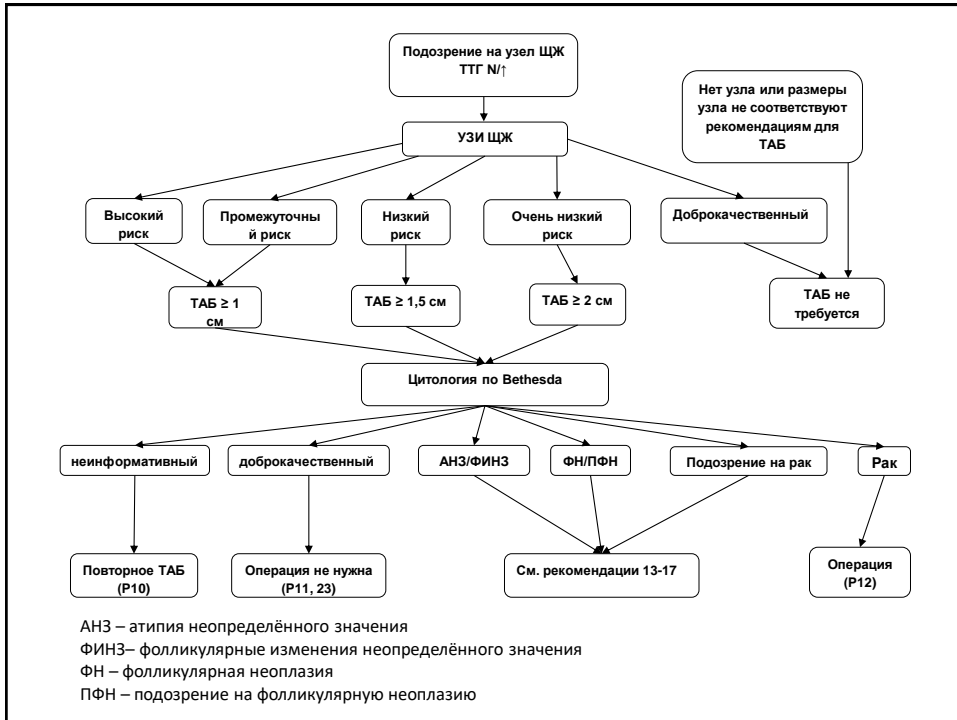 Подозрение на узел ЩЖ
ТТГ N/↑
Нет узла или размеры
узла не соответствуют
рекомендациям для
ТАБ
УЗИ ЩЖ
Высокий
риск
Промежуточны
й риск
Низкий
риск
Очень низкий
риск
Доброкачественный
ТАБ ≥ 1
см
ТАБ ≥ 1,5 см
ТАБ ≥ 2 см
ТАБ не
требуется
Цитология по Bethesda
неинформативный
доброкачественный
АНЗ/ФИНЗ
ФН/ПФН
Подозрение на рак
Рак
Повторное ТАБ
(Р10)
Операция не нужна
(Р11, 23)
См. рекомендации 13-17
Операция
(Р12)
АНЗ – атипия неопределённого значения
ФИНЗ– фолликулярные изменения неопределённого значения
ФН – фолликулярная неоплазия
ПФН – подозрение на фолликулярную неоплазию